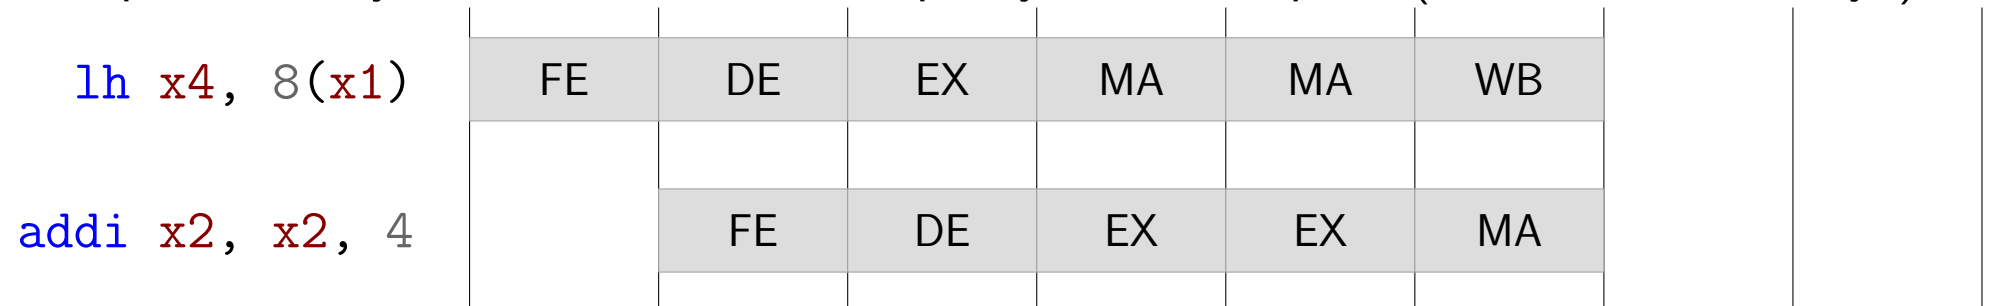 lh x4, 8(x1) FE DE EX MA MA WB
addi x2, x2, 4 FE DE EX EX MA